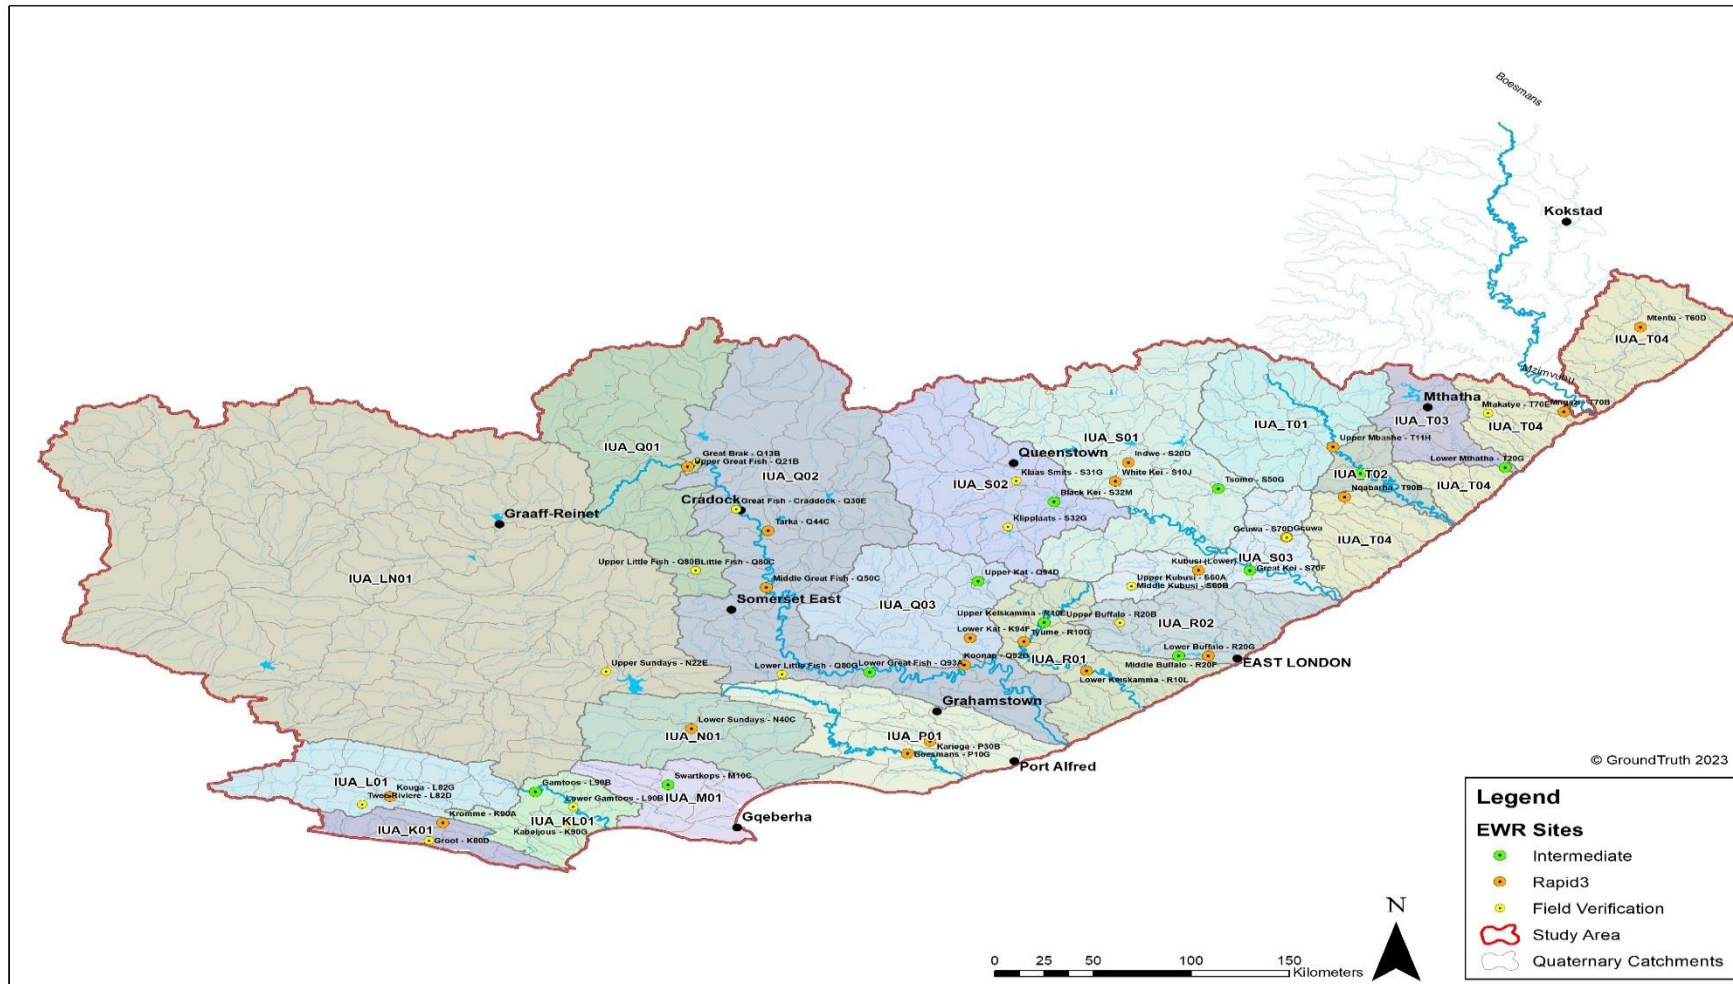 Boesmans
Kokstad
Mtentu - T60D
IUA_T04
Mzimvubu
Mthatha
Mtakatye - T70E
Mngazi - T70B
IUA_T03
IUA_T04
IUA_T01
Upper Mbashe - T11H
Lower Mthatha - T20G
IUA_T02
IUA_T04
Nqabarha - T90B
IUA_T04
IUA_S01
Indwe - S20D
White Kei - S10J
Tsomo - S50G
Queenstown
Klaas Smits - S31G
IUA_S02
Black Kei - S32M
Klipplaats - S32G
Gcuwa - S70D
Gcuwa
IUA_S03
Great Kei - S70F
Kubusi (Lower)
Upper Kubusi - S60A
Middle Kubusi - S60B
IUA_Q01
Great Brak - Q13B
Upper Great Fish - Q21B
IUA_Q02
Cradock
Great Fish - Craddock - Q30E
Tarka - Q44C
Graaff-Reinet
IUA_LN01
Upper Little Fish - Q80B
Little Fish - Q80C
Middle Great Fish - Q50C
Somerset East
IUA_Q03
Upper Kat - Q94D
Upper Keiskamma - R10E
Upper Buffalo - R20B
IUA_R02
Lower Kat - K94F
Tyume - R10G
Lower Buffalo - R20G
Middle Buffalo - R20F
EAST LONDON
IUA_R01
Koonap - Q92G
Lower Keiskamma - R10L
Upper Sundays - N22E
Lower Little Fish - Q80G
Lower Great Fish - Q93A
Grahamstown
Lower Sundays - N40C
IUA_N01
IUA_P01
Kariega - P30B
Boesmans - P10G
Port Alfred
IUA_L01
Kouga - L82G
Twee Riviere - L82D
Gamtoos - L90B
Lower Gamtoos - L90B
Swartkops - M10C
IUA_M01
IUA_KL01
Kabeljous - K90G
Kromme - K90A
IUA_K01
Groot - K80D
Gqeberha
© GroundTruth 2023
Legend
EWR Sites
Intermediate
Rapid3
Field Verification
Study Area
Quaternary Catchments
N
0 25 50 100 150
Kilometers